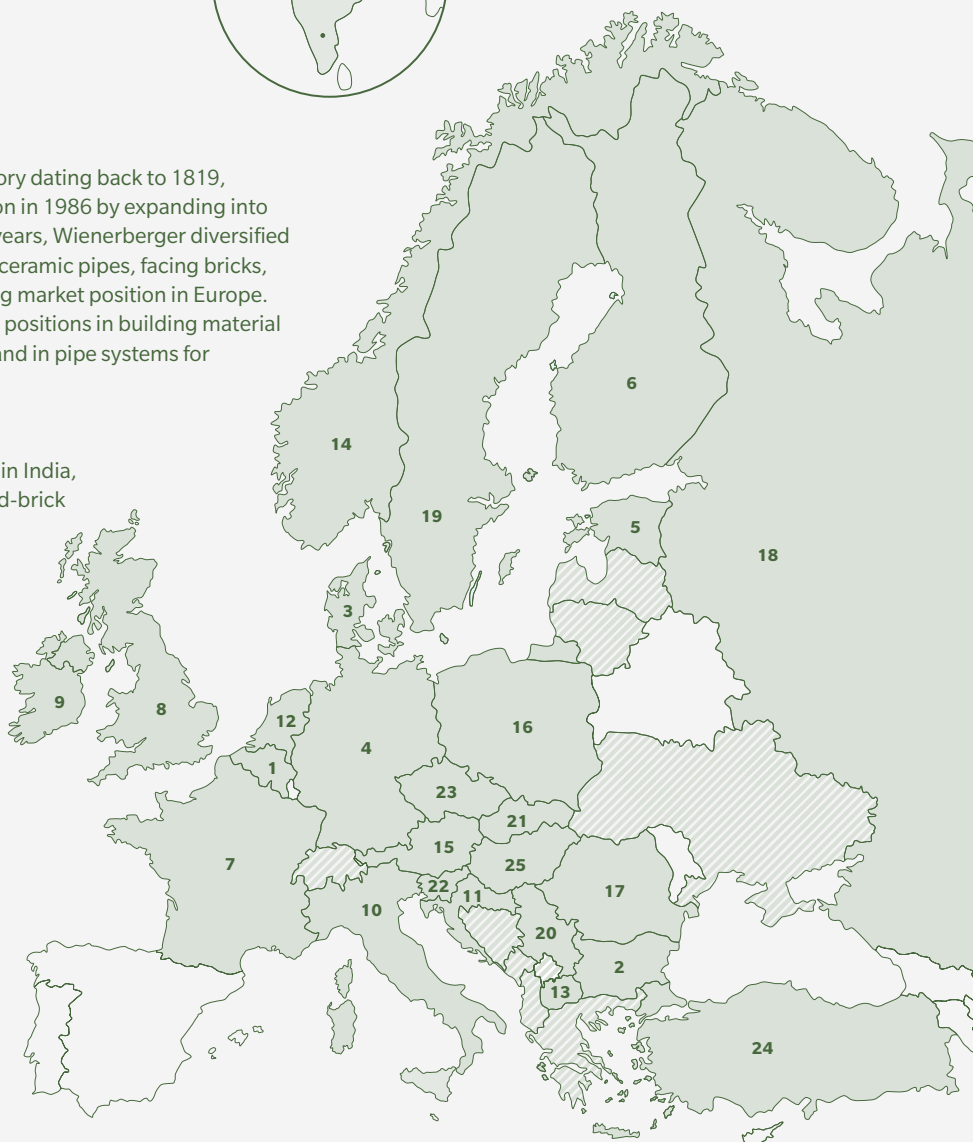 ory dating back to 1819,
on in 1986 by expanding into
years, Wienerberger diversified
ceramic pipes, facing bricks,
g market position in Europe.
positions in building material
and in pipe systems for
in India,
d-brick
6
14
19
5
18
3
9
8
12
16
4
1
23
21
15
7
25
22
11
17
10
20
2
13
24